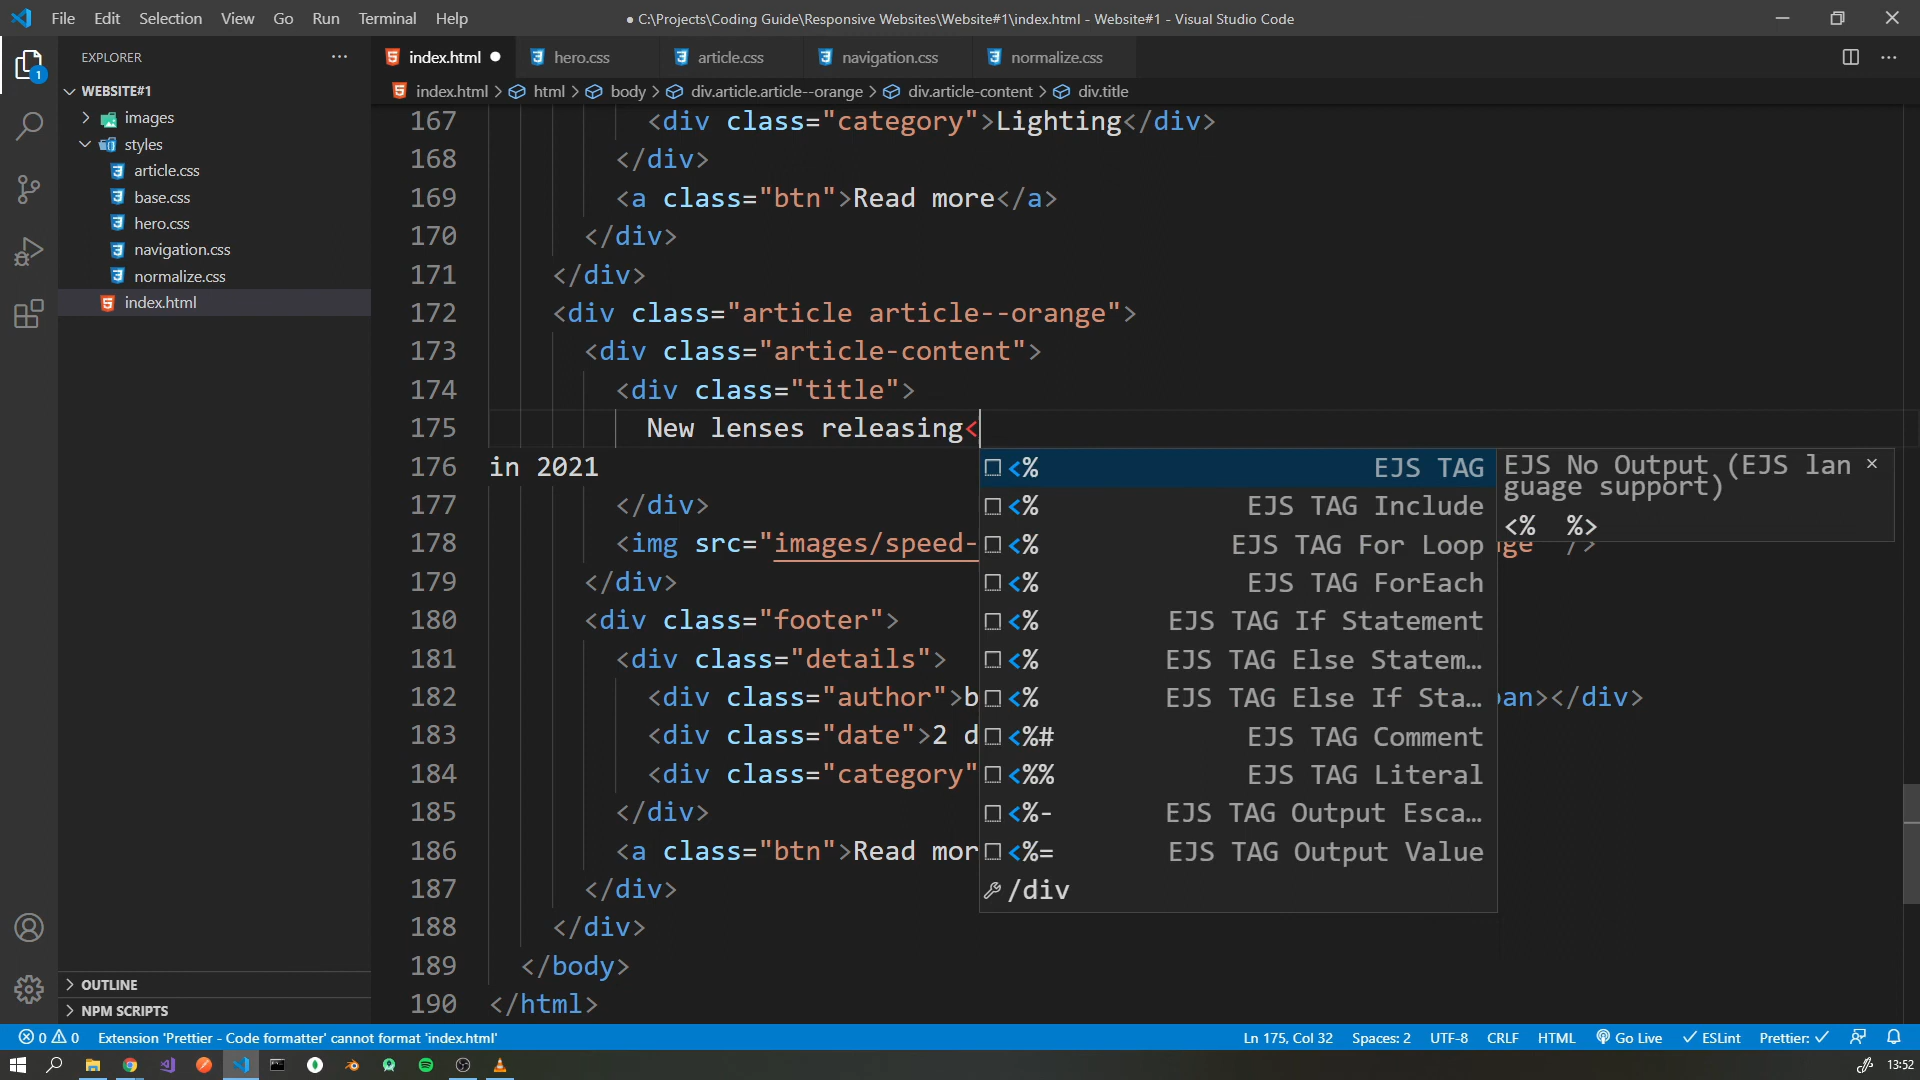 File Edit Selection View Go Run Terminal Help
● C:\Projects\Coding Guide\Responsive Websites\Website#1\index.html - Website#1 - Visual Studio Code
EXPLORER
index.html
hero.css
article.css
navigation.css
normalize.css
index.html > html > body > div.article.article--orange > div.article-content > div.title
1
WEBSITE#1
images
styles
article.css
base.css
hero.css
navigation.css
normalize.css
index.html
OUTLINE
NPM SCRIPTS
167 <div class="category">Lighting</div>
168 </div>
169 <a class="btn">Read more</a>
170 </div>
171 </div>
172 <div class="article article--orange">
173 <div class="article-content">
174 <div class="title">
175 New lenses releasing<
176 in 2021
177 </div>
178 <img src="images/speed-
179 </div>
180 <div class="footer">
181 <div class="details">
182 <div class="author">b an></div>
183 <div class="date">2 d
184 <div class="category"
185 </div>
186 <a class="btn">Read mor
187 </div>
188 </div>
189 </body>
190 </html>
<% EJS TAG
<% EJS TAG Include
<% EJS TAG For Loop
<% EJS TAG ForEach
<% EJS TAG If Statement
<% EJS TAG Else Statem…
<% EJS TAG Else If Sta…
<%# EJS TAG Comment
<%% EJS TAG Literal
<%- EJS TAG Output Esca…
<%= EJS TAG Output Value
/div
EJS No Output (EJS lan
guage support)
<%  %>
0 0 Extension 'Prettier - Code formatter' cannot format 'index.html'
Ln 175, Col 32 Spaces: 2 UTF-8 CRLF HTML Go Live ESLint Prettier: ✓
13:52